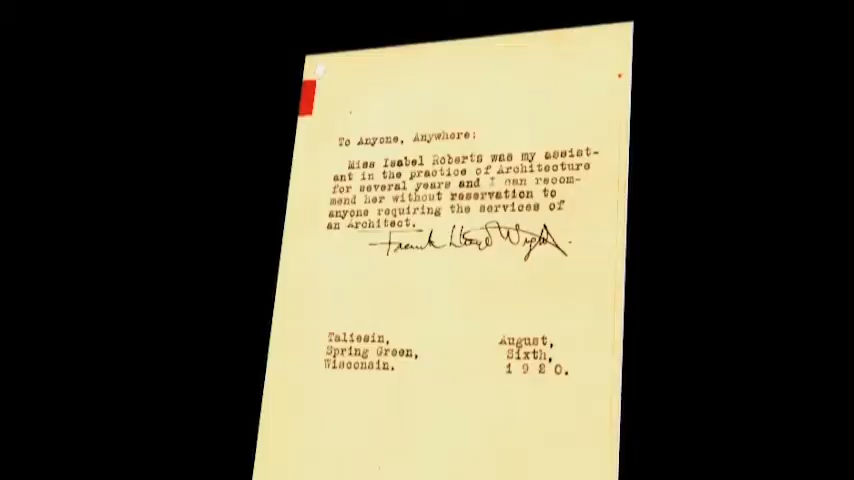 To Anyone, Anywhere:
Miss Isabel Roberts was my assist-
ant in the practice of Architecture
for several years and I can recom-
mend her without reservation to
anyone requiring the services of
an Architect.
Frank Lloyd Wright.
Taliesin,
Spring Green,
Wisconsin.
August,
Sixth,
1 9 2 0.